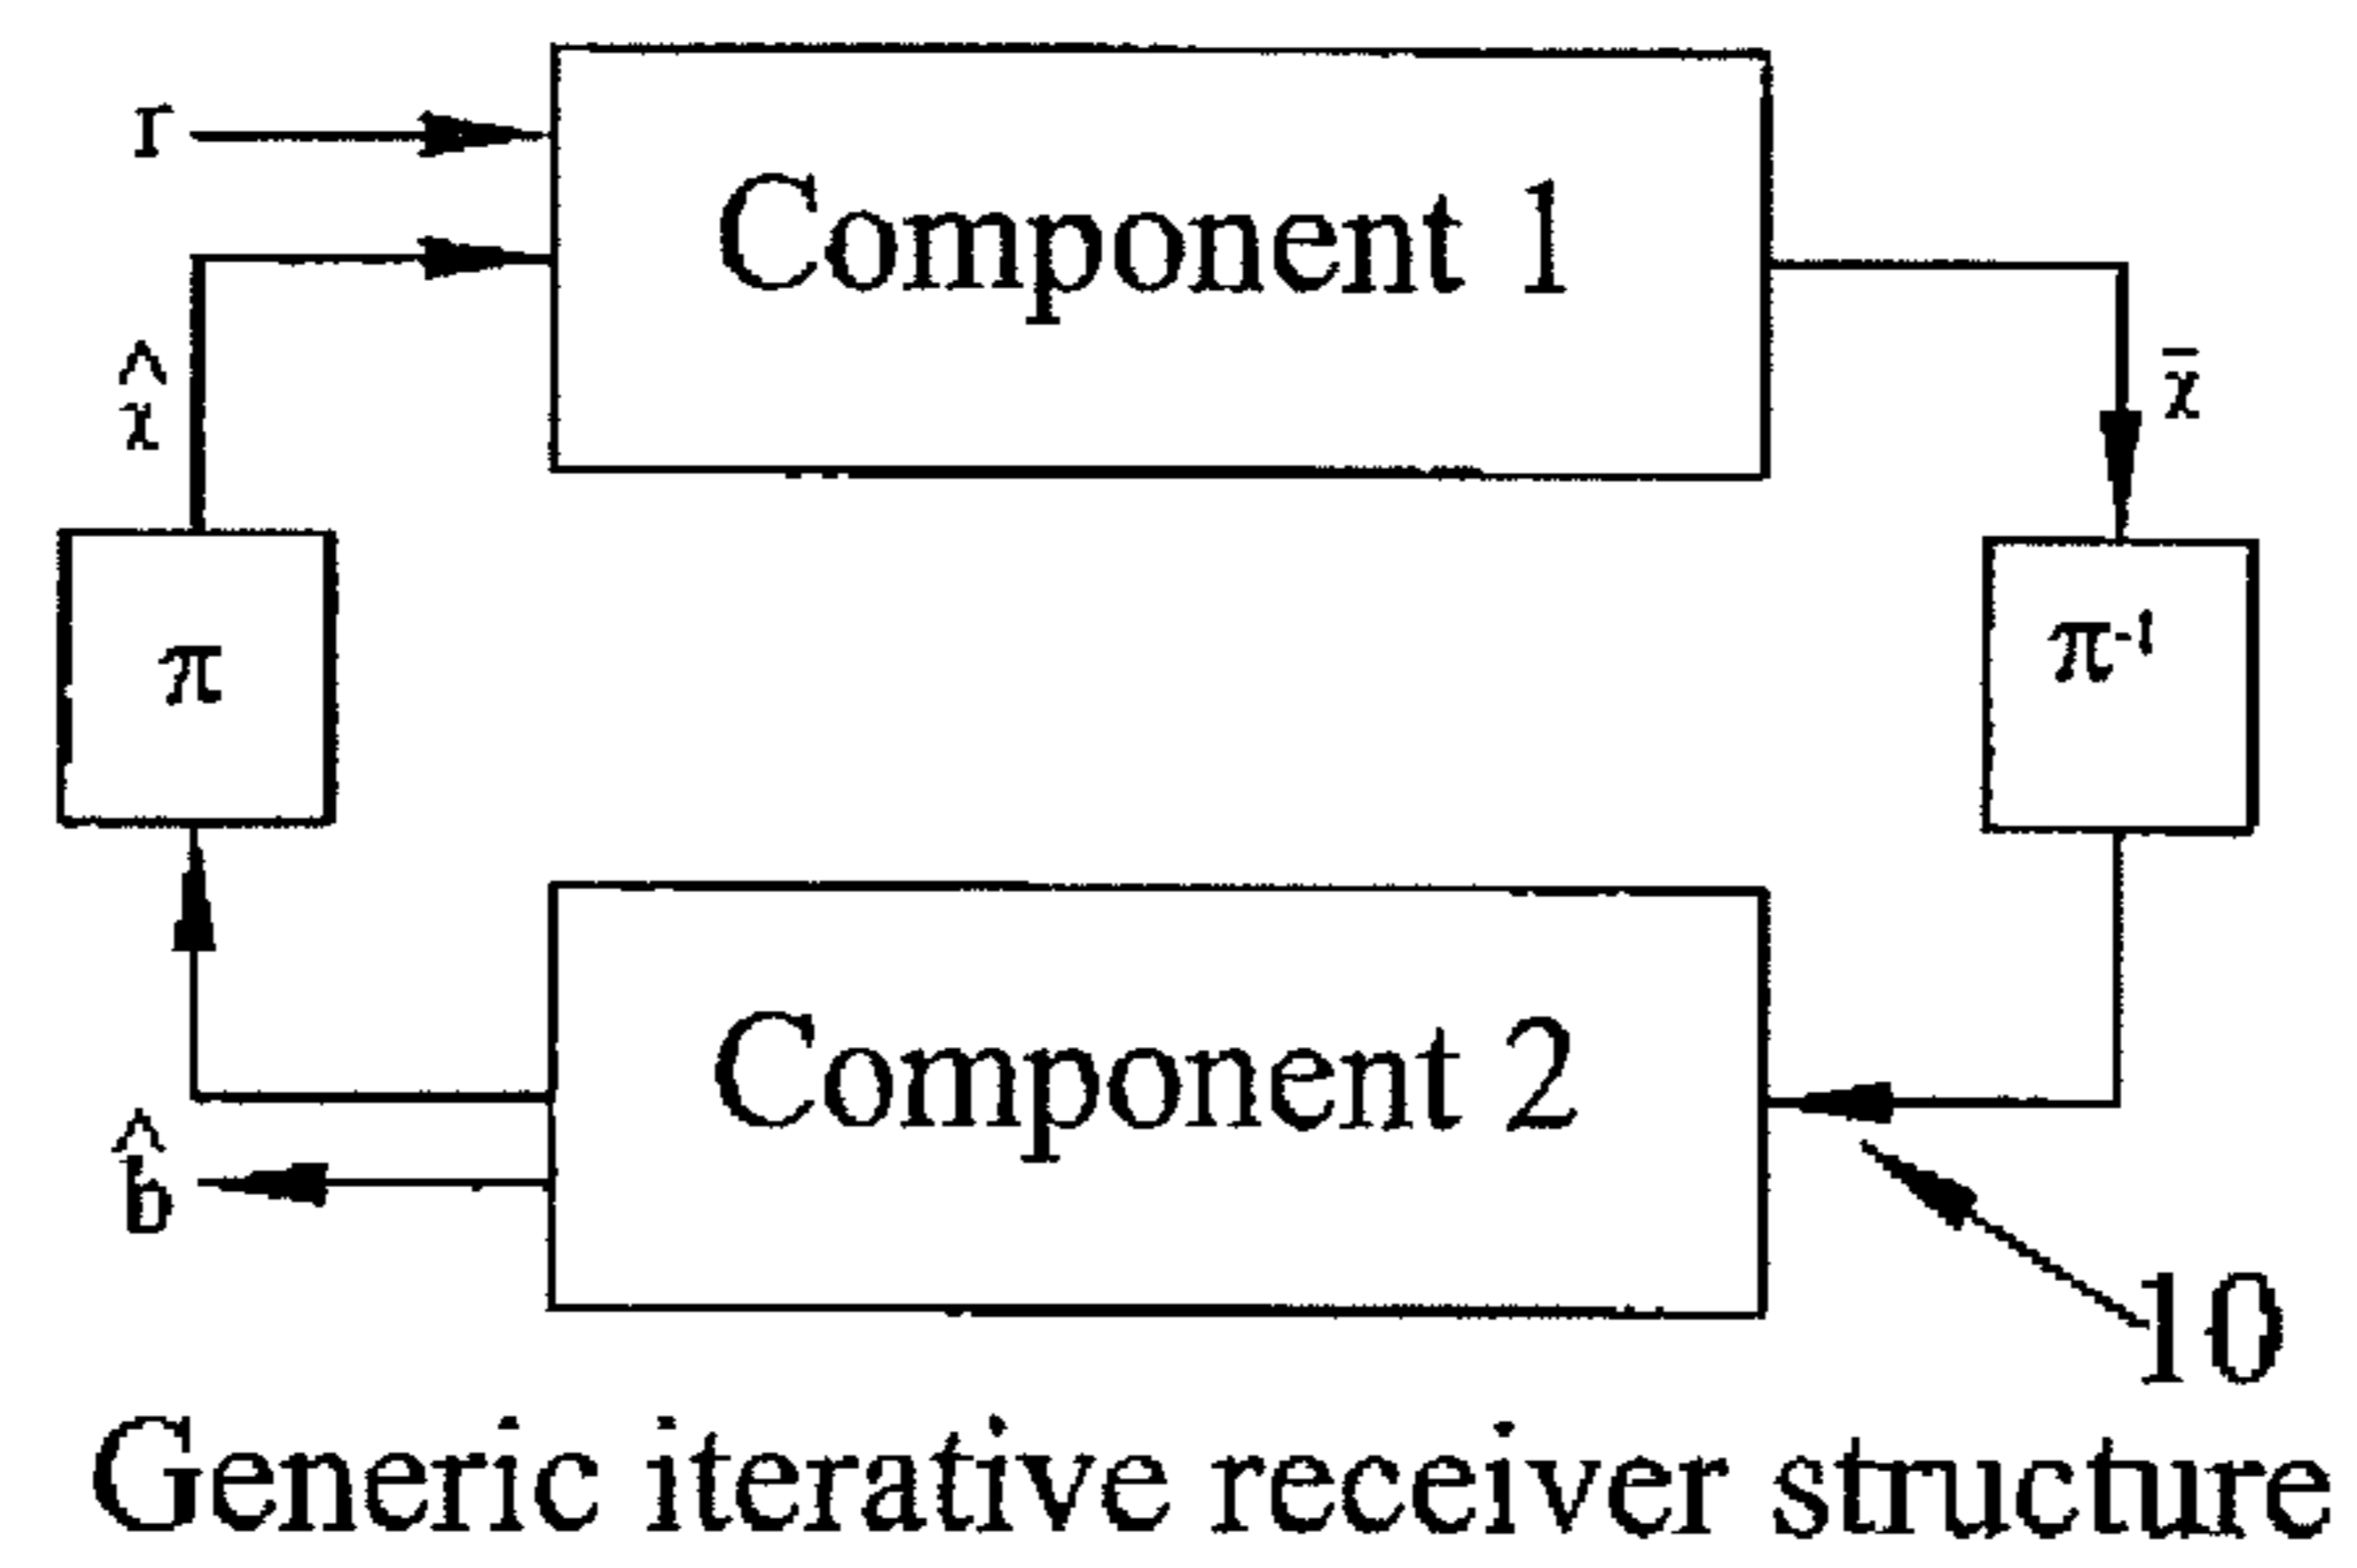 r
Component 1
x̂
x̄
π
π⁻¹
Component 2
b̂
10
Generic iterative receiver structure